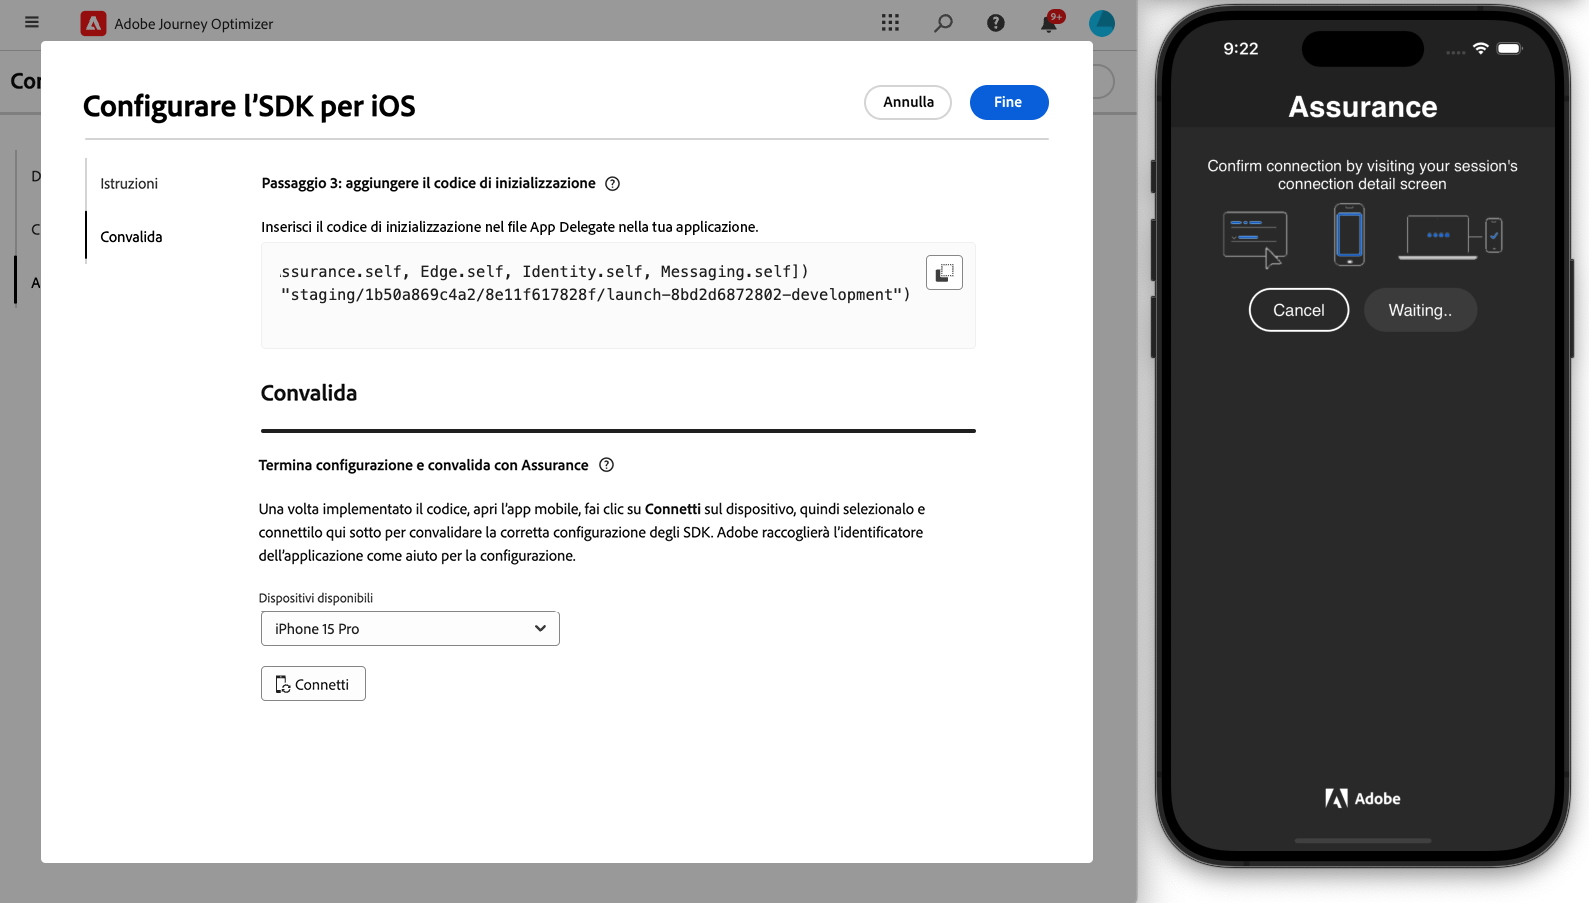 Adobe Journey Optimizer
9+
Cor
Configurare l'SDK per iOS
Annulla
Fine
D
C
A
Istruzioni
Convalida
Passaggio 3: aggiungere il codice di inizializzazione
Inserisci il codice di inizializzazione nel file App Delegate nella tua applicazione.
ssurance.self, Edge.self, Identity.self, Messaging.self])
"staging/1b50a869c4a2/8e11f617828f/launch-8bd2d6872802-development")
Convalida
Termina configurazione e convalida con Assurance
Una volta implementato il codice, apri l'app mobile, fai clic su Connetti sul dispositivo, quindi selezionalo e
connettilo qui sotto per convalidare la corretta configurazione degli SDK. Adobe raccoglierà l'identificatore
dell'applicazione come aiuto per la configurazione.
Dispositivi disponibili
iPhone 15 Pro
Connetti
9:22
Assurance
Confirm connection by visiting your session's
connection detail screen
Cancel
Waiting..
Adobe